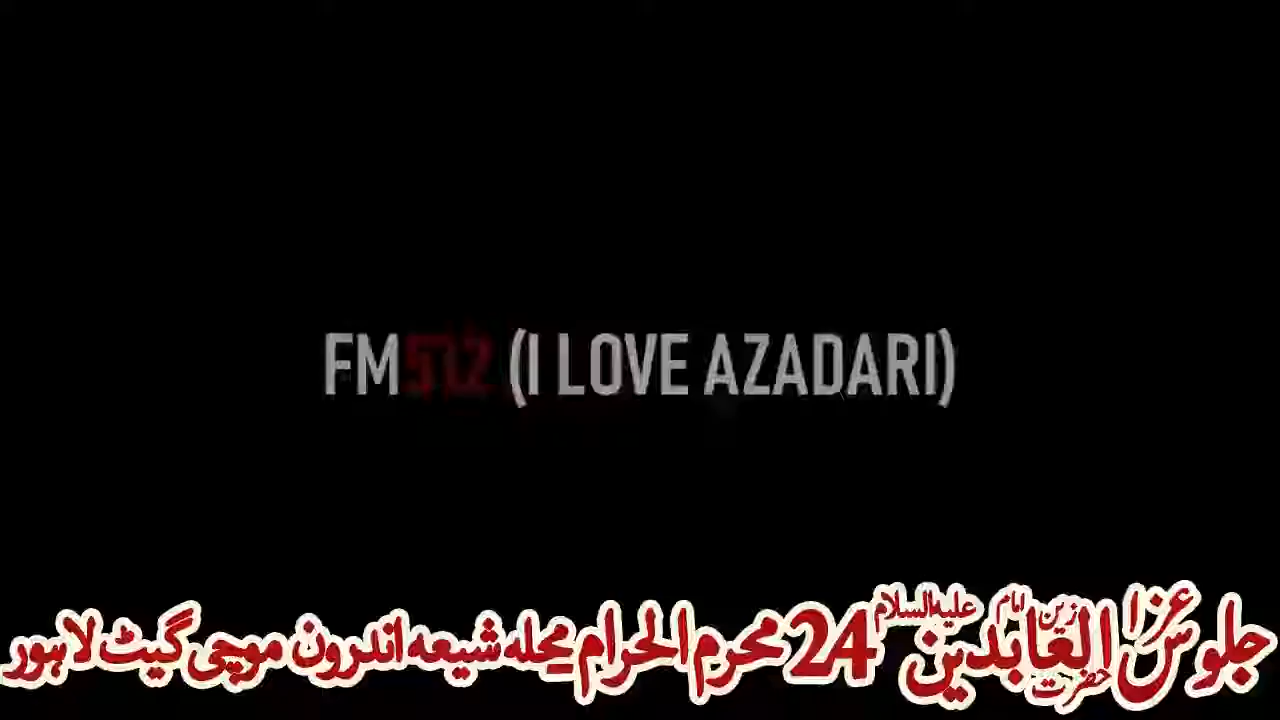 FM512 (I LOVE AZADARI)
جلوس عزا حضرت امام زین العابدین علیہ السلام 24 محرم الحرام محلہ شیعہ اندرون موچی گیٹ لاہور